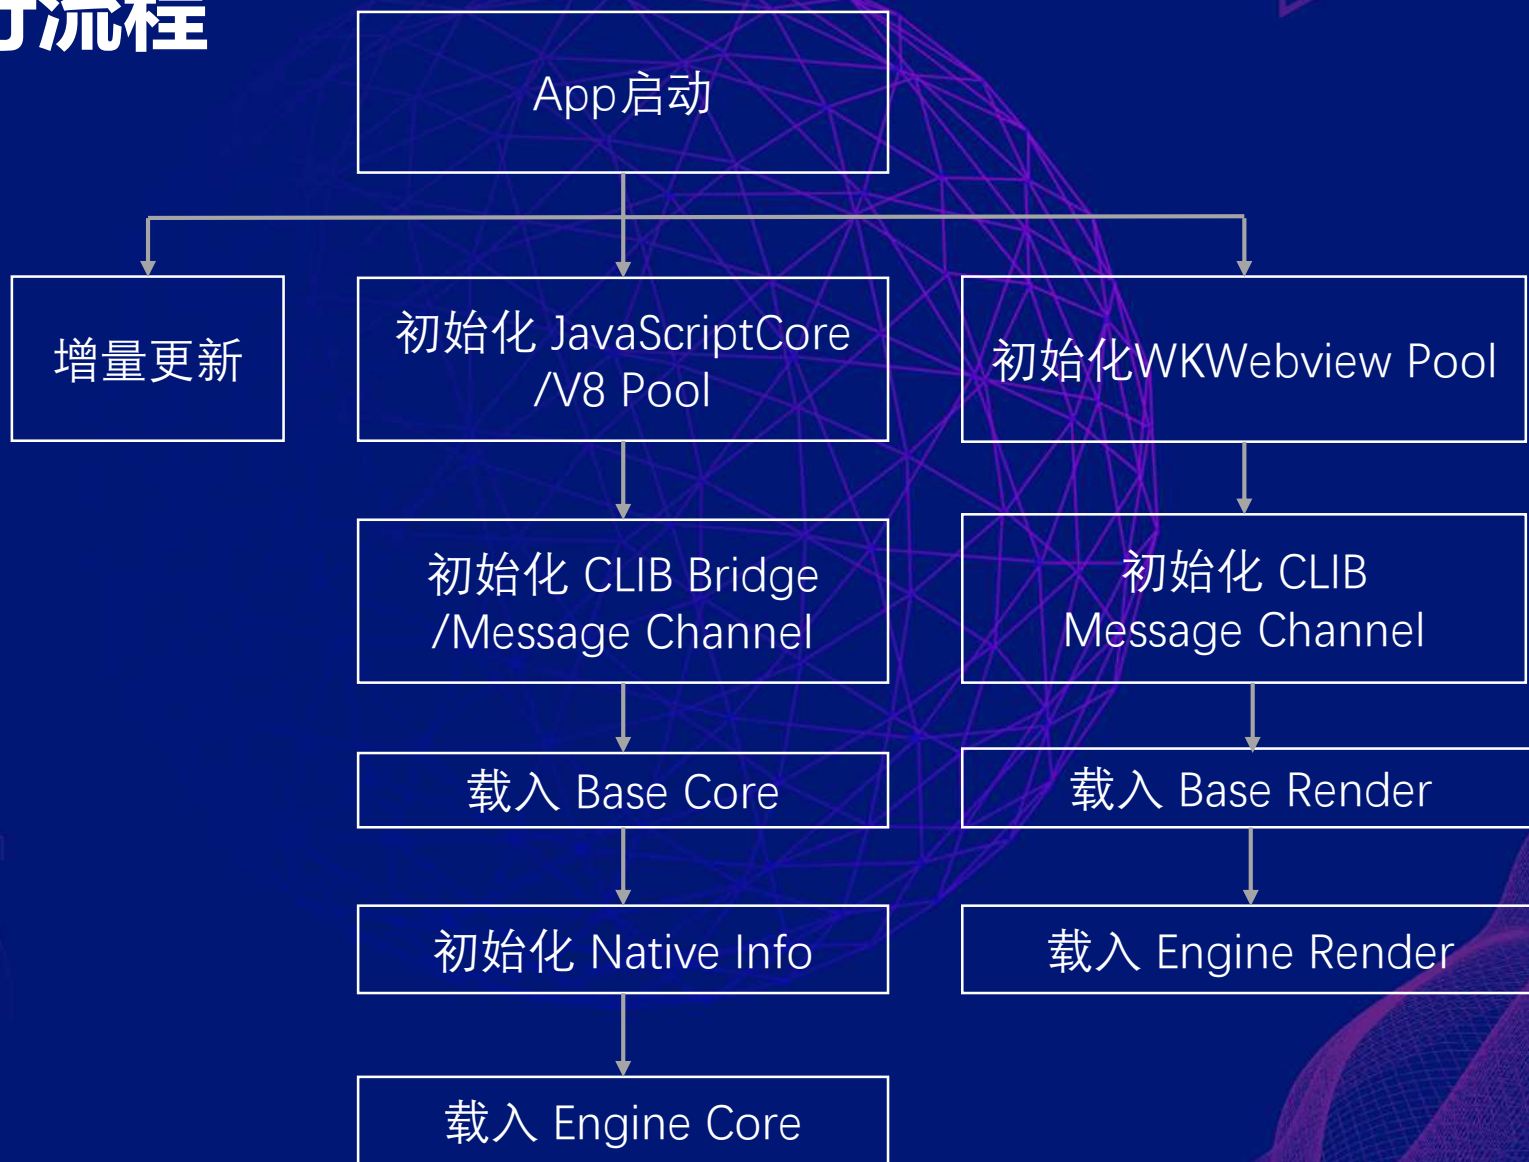 流程
App启动
增量更新
初始化 JavaScriptCore
/V8 Pool
初始化WKWebview Pool
初始化 CLIB Bridge
/Message Channel
初始化 CLIB
Message Channel
载入 Base Core
载入 Base Render
初始化 Native Info
载入 Engine Render
载入 Engine Core